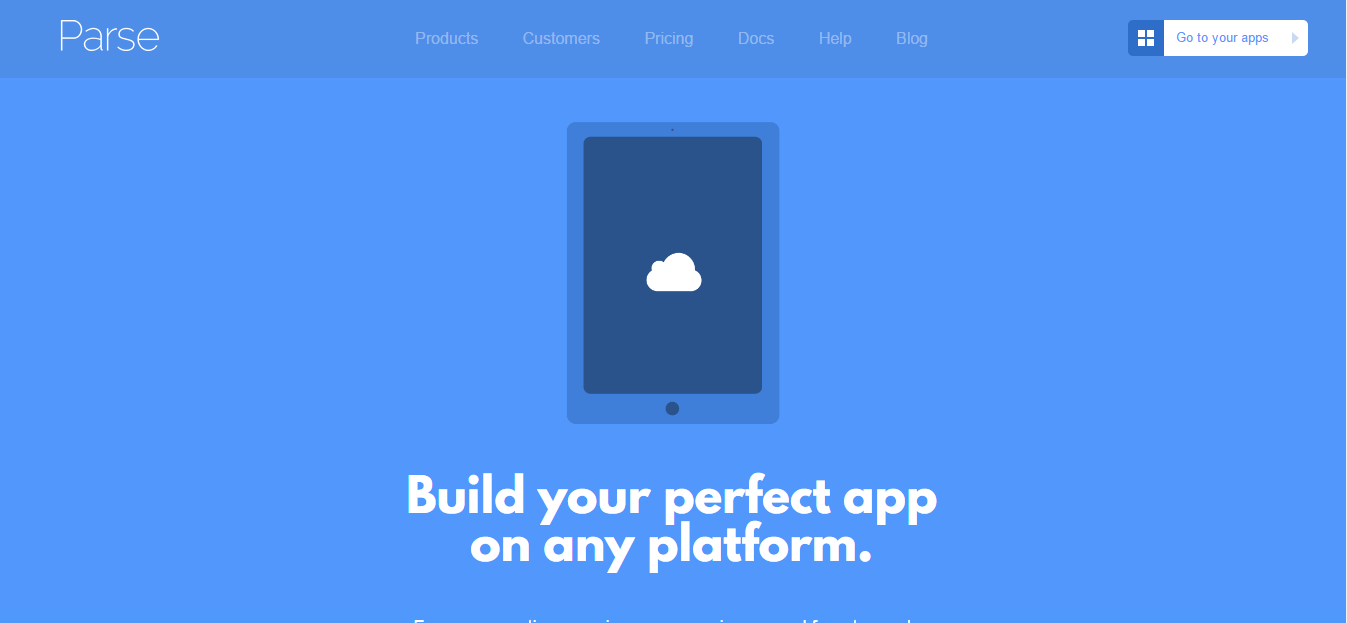 Parse
Products Customers Pricing Docs Help Blog
Go to your apps
Build your perfect app
on any platform.